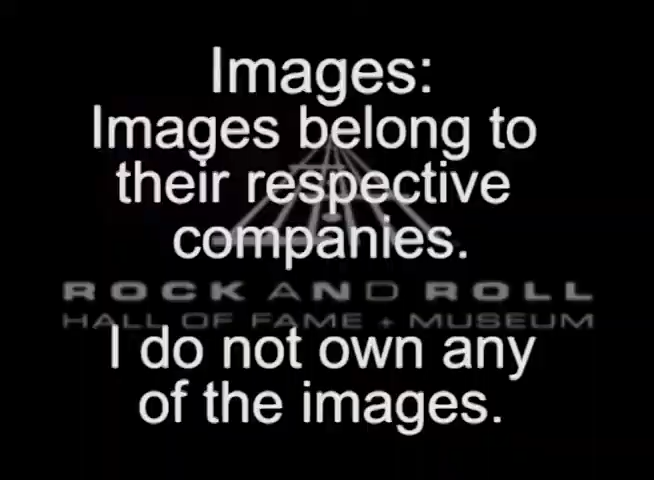 Images:
Images belong to
their respective
companies.
ROCK AND ROLL
HALL OF FAME + MUSEUM
I do not own any
of the images.